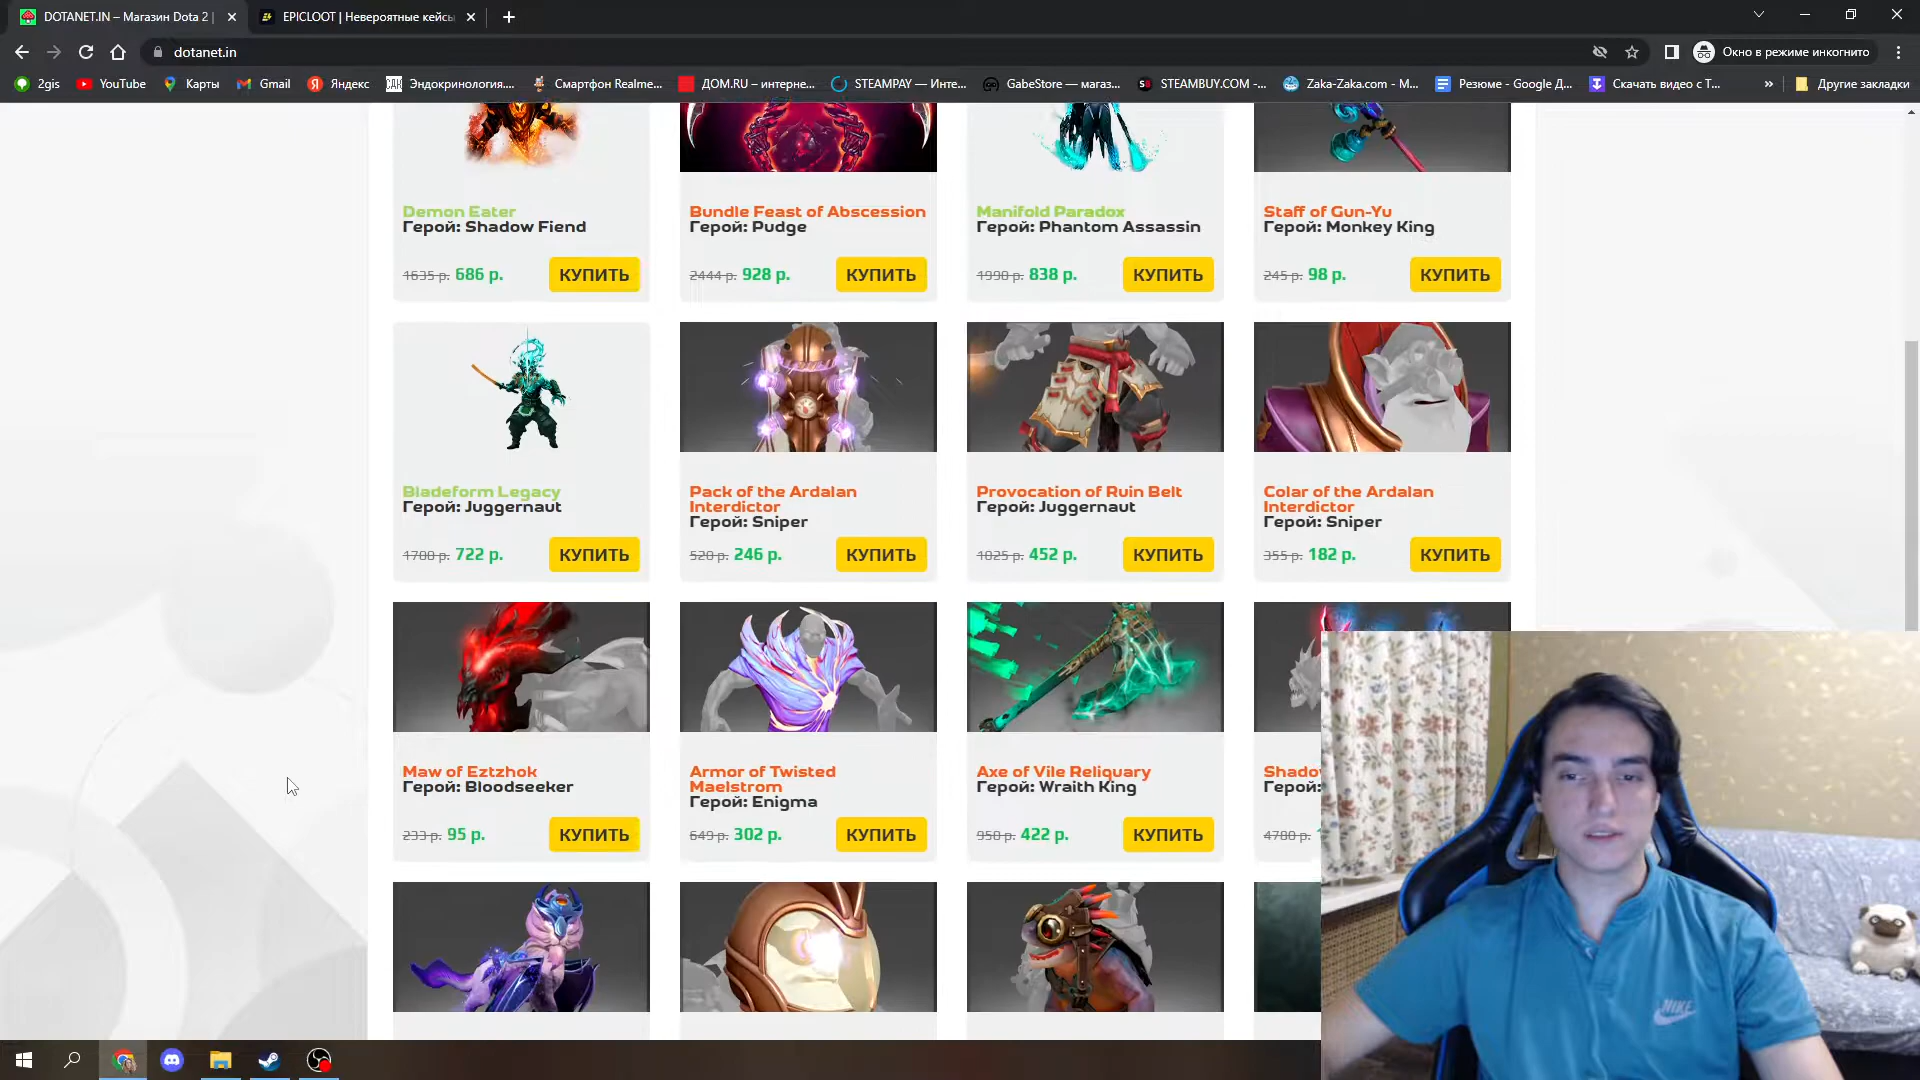 DOTANET.IN – Магазин Dota 2 |
EPICLOOT | Невероятные кейсы
dotanet.in
Окно в режиме инкогнито
2gis
YouTube
Карты
Gmail
Яндекс
Эндокринология....
Смартфон Realme...
ДОМ.RU – интерне...
STEAMPAY — Инте...
GabeStore — магаз...
STEAMBUY.COM -...
Zaka-Zaka.com - М...
Резюме - Google Д...
Скачать видео с Т...
»
Другие закладки
Demon Eater
Герой: Shadow Fiend
1635 р. 686 р.
КУПИТЬ
Bundle Feast of Abscession
Герой: Pudge
2444 р. 928 р.
КУПИТЬ
Manifold Paradox
Герой: Phantom Assassin
1990 р. 838 р.
КУПИТЬ
Staff of Gun-Yu
Герой: Monkey King
245 р. 98 р.
КУПИТЬ
Bladeform Legacy
Герой: Juggernaut
1700 р. 722 р.
КУПИТЬ
Pack of the Ardalan
Interdictor
Герой: Sniper
520 р. 246 р.
КУПИТЬ
Provocation of Ruin Belt
Герой: Juggernaut
1025 р. 452 р.
КУПИТЬ
Colar of the Ardalan
Interdictor
Герой: Sniper
355 р. 182 р.
КУПИТЬ
Maw of Eztzhok
Герой: Bloodseeker
233 р. 95 р.
КУПИТЬ
Armor of Twisted
Maelstrom
Герой: Enigma
649 р. 302 р.
КУПИТЬ
Axe of Vile Reliquary
Герой: Wraith King
950 р. 422 р.
КУПИТЬ
Shado
Герой:
4780 р.
NIKE